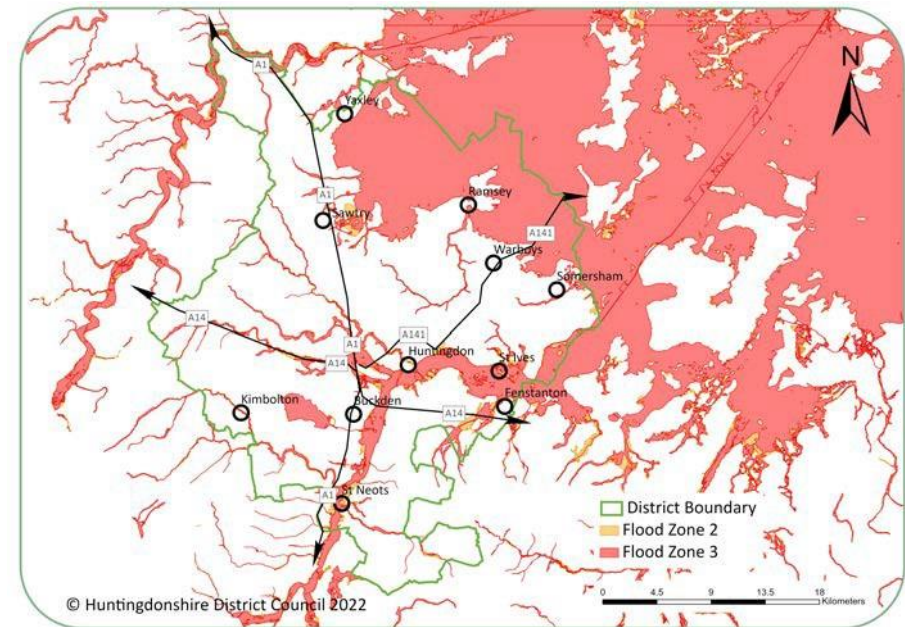 A1
N
Yaxley
A1
Ramsey
Sawtry
A141
Warboys
Somersham
A14
A141
A1
Huntingdon
A14
St Ives
Kimbolton
Buckden
Fenstanton
A14
A1
St Neots
District Boundary
Flood Zone 2
Flood Zone 3
© Huntingdonshire District Council 2022
0 4.5 9 13.5 18
Kilometers